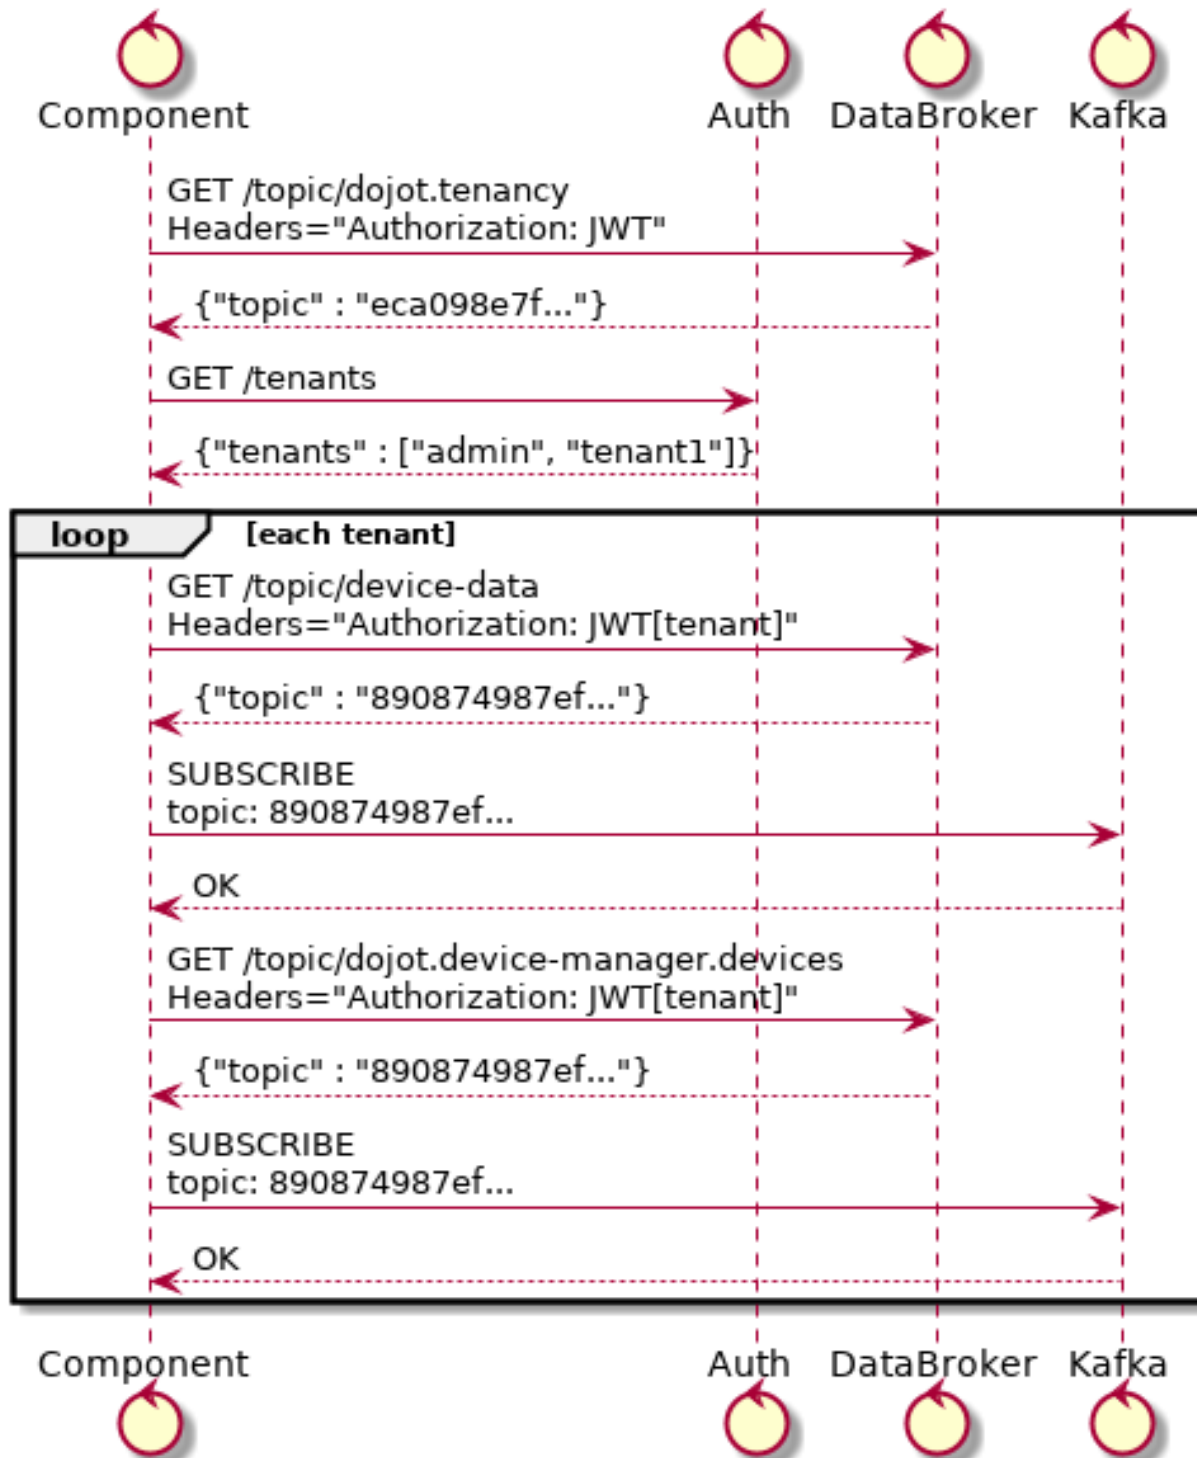 Component Auth DataBroker Kafka
GET /topic/dojot.tenancy
Headers="Authorization: JWT"
{"topic" : "eca098e7f..."}
GET /tenants
{"tenants" : ["admin", "tenant1"]}
loop [each tenant]
GET /topic/device-data
Headers="Authorization: JWT[tenant]"
{"topic" : "890874987ef..."}
SUBSCRIBE
topic: 890874987ef...
OK
GET /topic/dojot.device-manager.devices
Headers="Authorization: JWT[tenant]"
{"topic" : "890874987ef..."}
SUBSCRIBE
topic: 890874987ef...
OK
Component Auth DataBroker Kafka